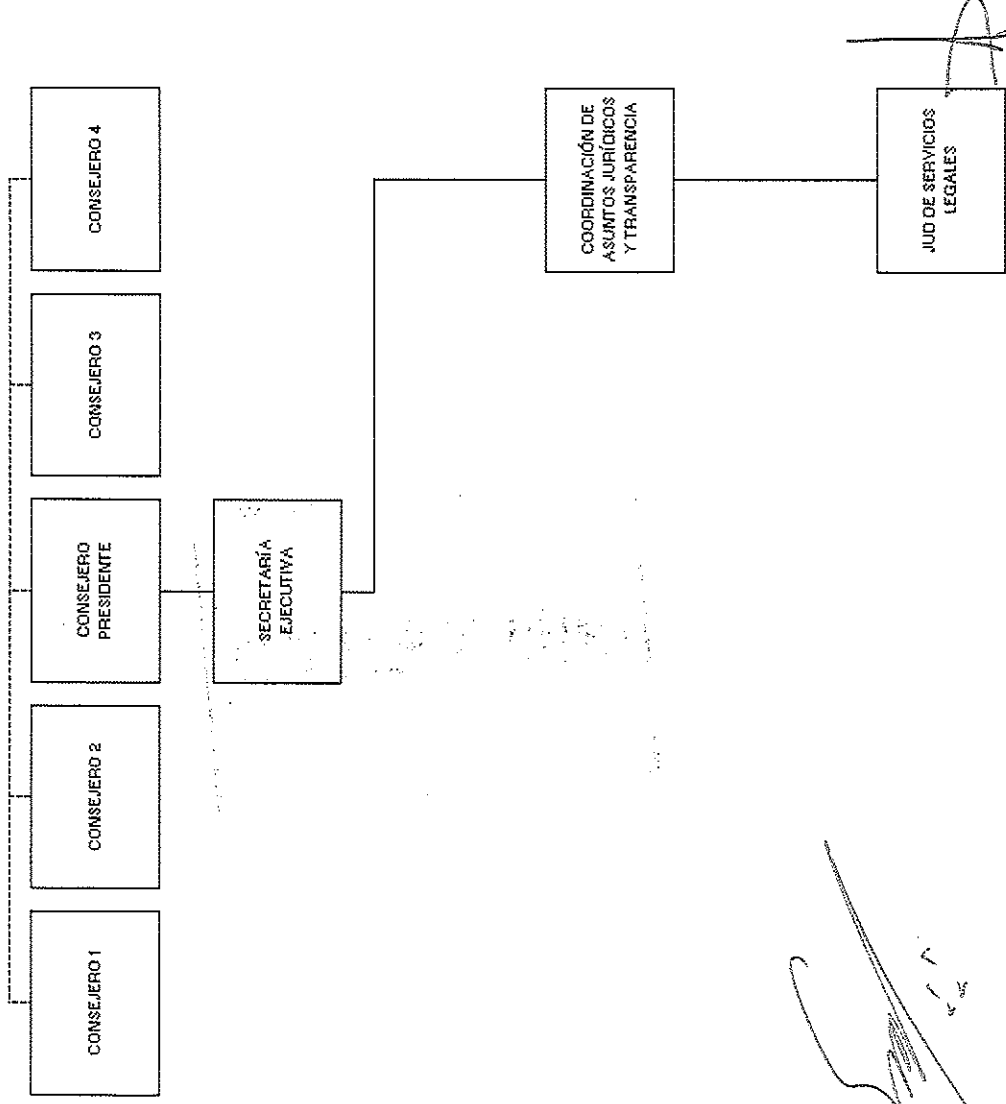 CONSEJERO 1
CONSEJERO 2
CONSEJERO
PRESIDENTE
CONSEJERO 3
CONSEJERO 4
SECRETARÍA
EJECUTIVA
COORDINACIÓN DE
ASUNTOS JURÍDICOS
Y TRANSPARENCIA
JUD DE SERVICIOS
LEGALES